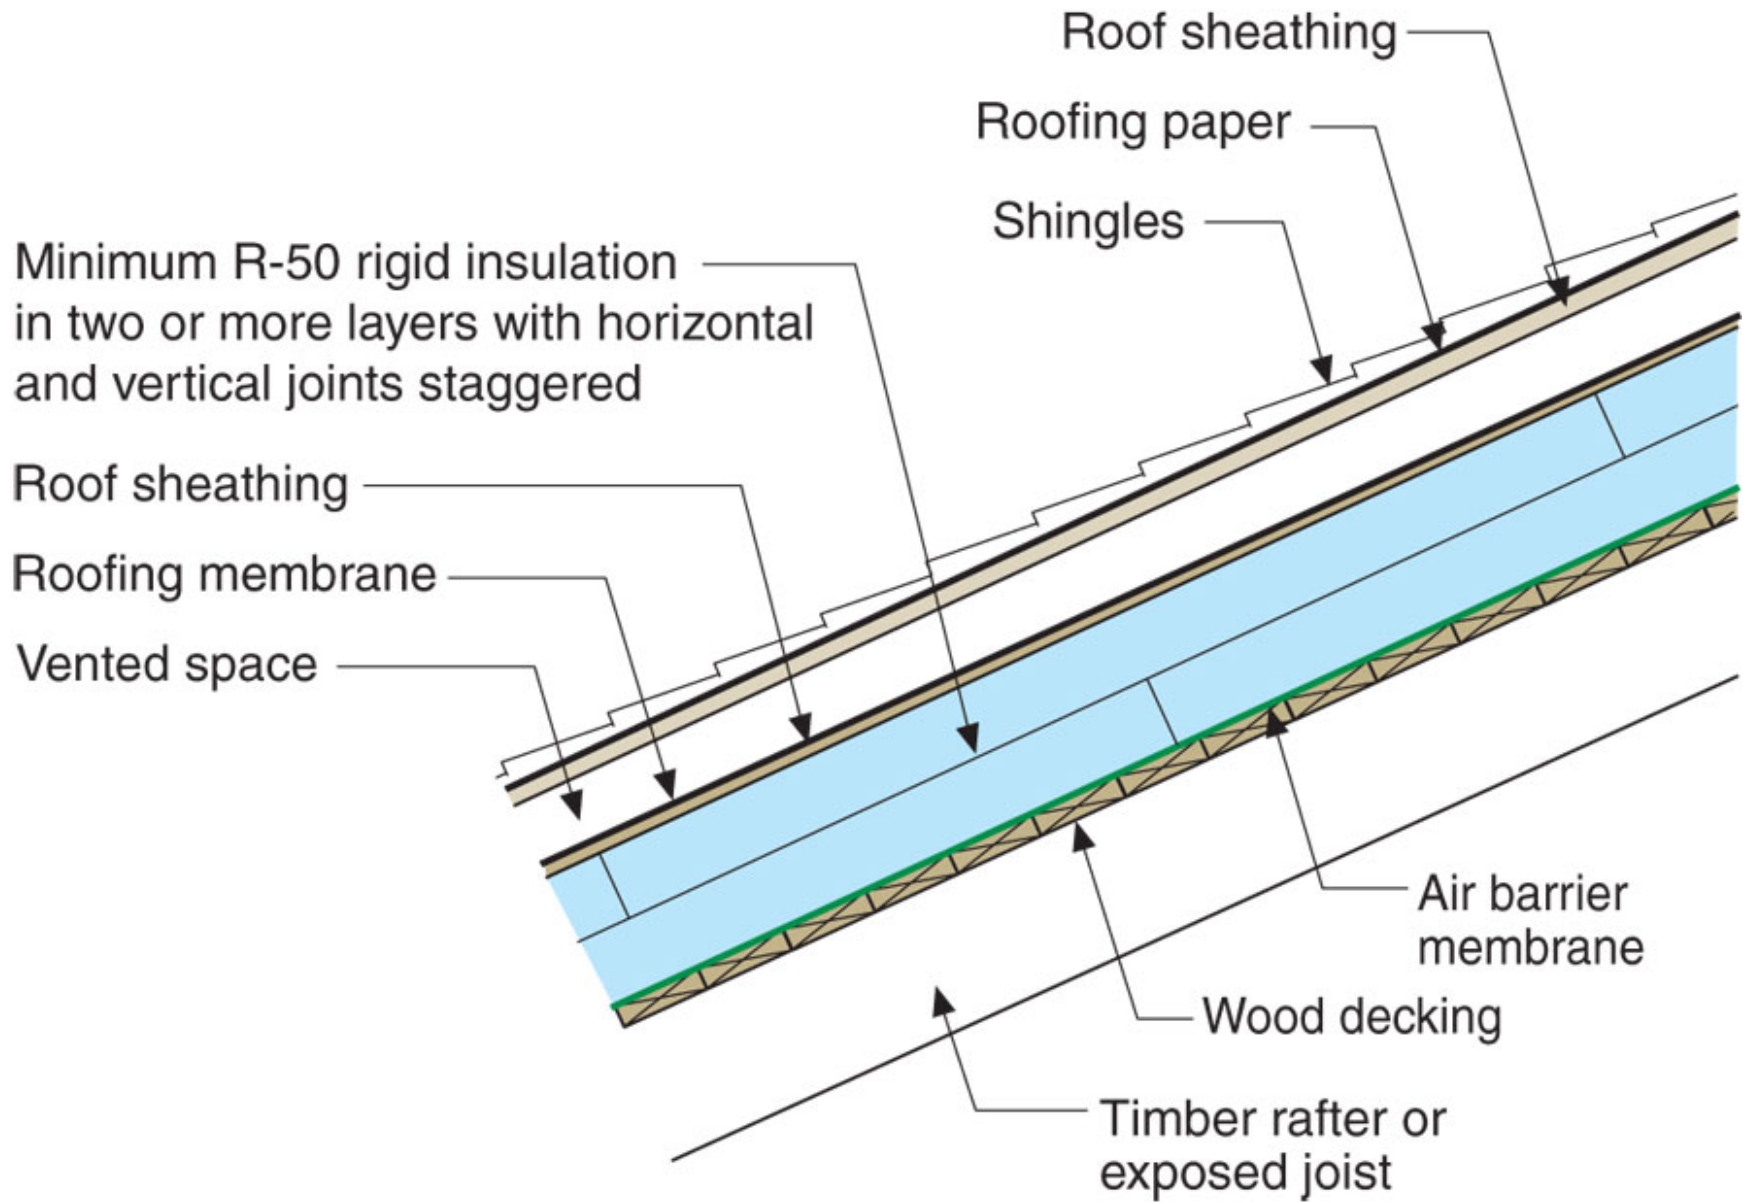 Roof sheathing
Roofing paper
Shingles
Minimum R-50 rigid insulation
in two or more layers with horizontal
and vertical joints staggered
Roof sheathing
Roofing membrane
Vented space
Air barrier
membrane
Wood decking
Timber rafter or
exposed joist